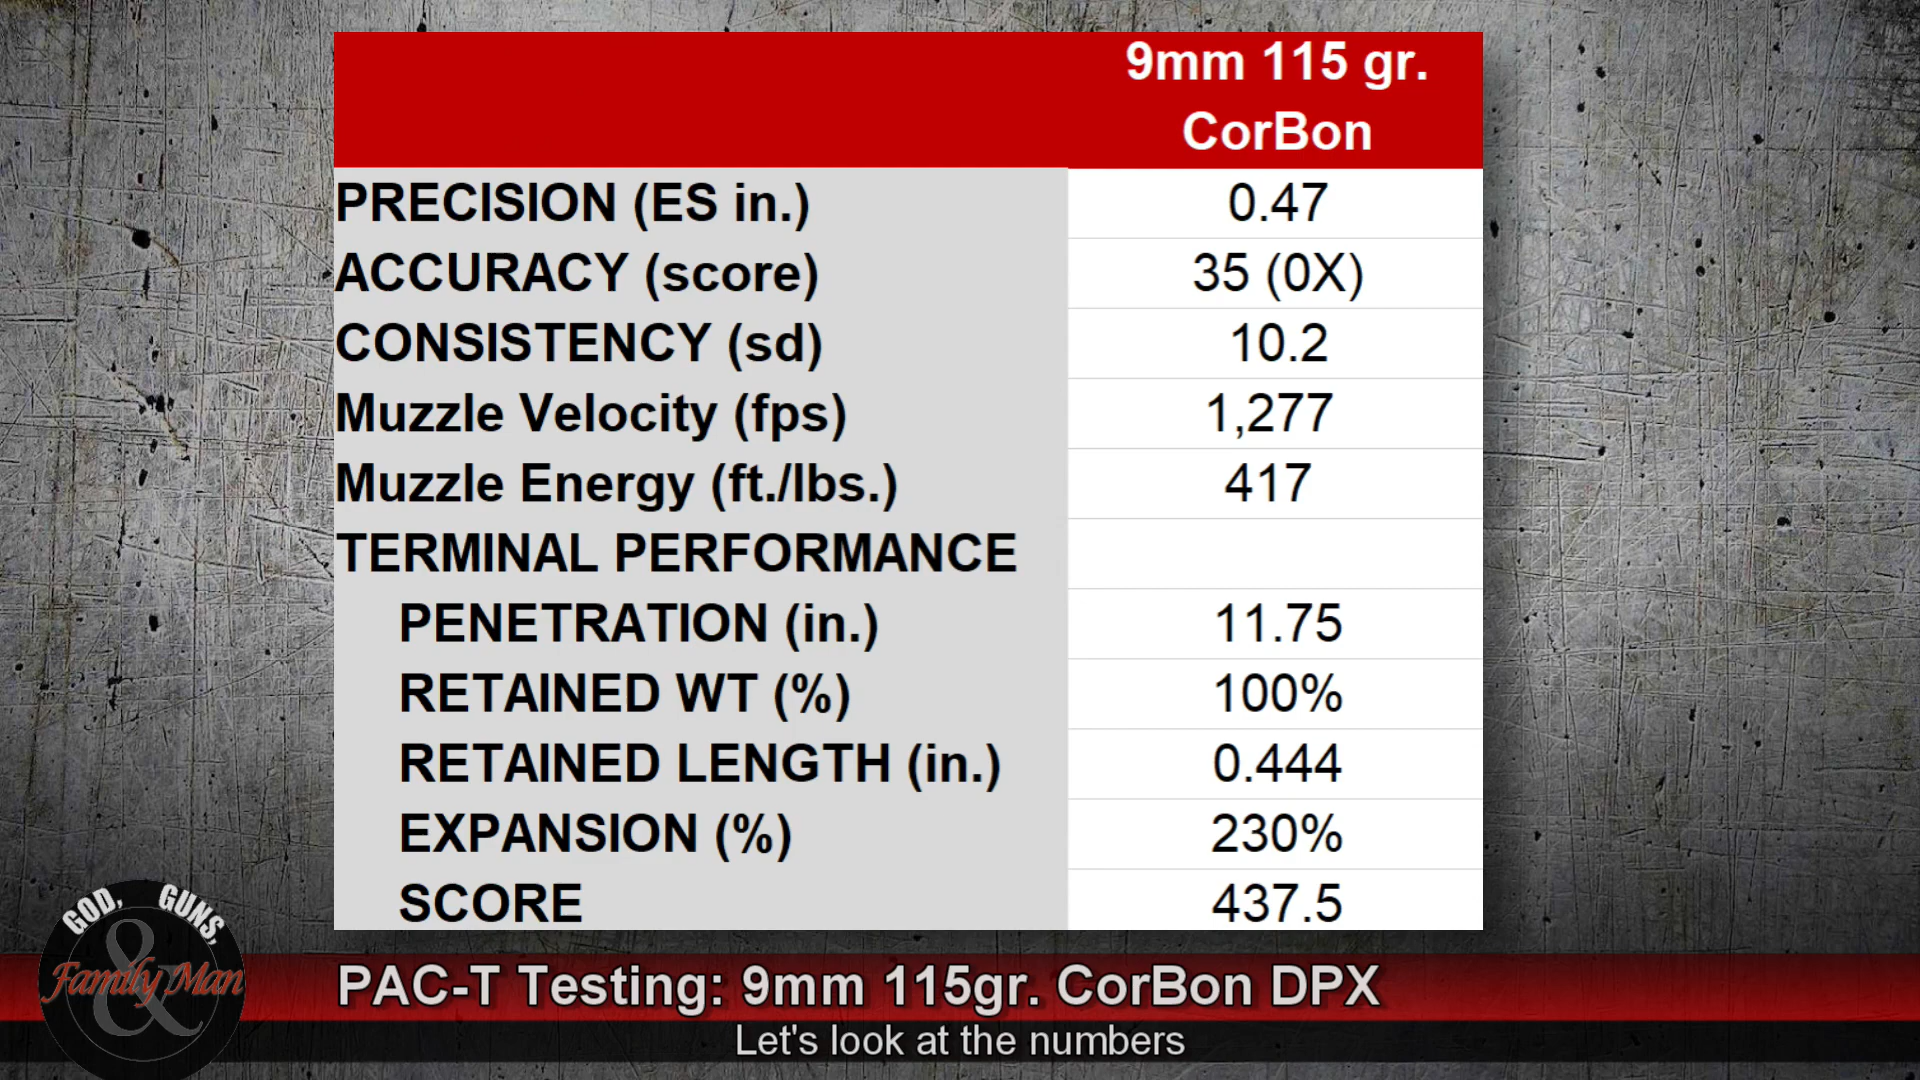 9mm 115 gr.
CorBon
PRECISION (ES in.) 0.47
ACCURACY (score) 35 (0X)
CONSISTENCY (sd) 10.2
Muzzle Velocity (fps) 1,277
Muzzle Energy (ft./lbs.) 417
TERMINAL PERFORMANCE
PENETRATION (in.) 11.75
RETAINED WT (%) 100%
RETAINED LENGTH (in.) 0.444
EXPANSION (%) 230%
SCORE 437.5
GOD, GUNS,
&
Family Man
PAC-T Testing: 9mm 115gr. CorBon DPX
Let's look at the numbers